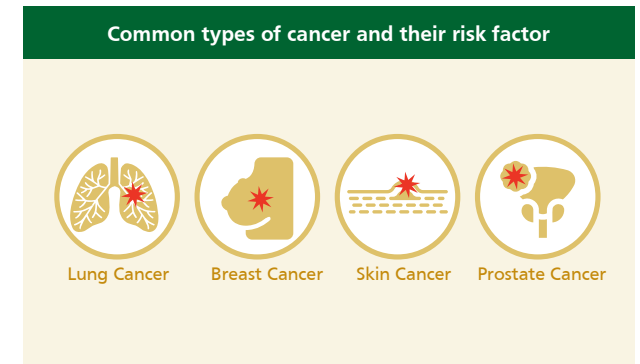 Common types of cancer and their risk factor
Lung Cancer
Breast Cancer
Skin Cancer
Prostate Cancer